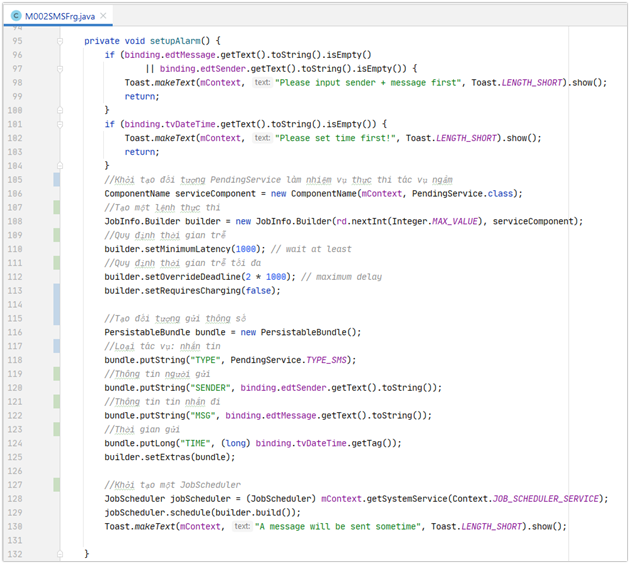 M002SMSFrg.java
94
95 private void setupAlarm() {
96 if (binding.edtMessage.getText().toString().isEmpty()
97 || binding.edtSender.getText().toString().isEmpty()) {
98 Toast.makeText(mContext, text: "Please input sender + message first", Toast.LENGTH_SHORT).show();
99 return;
100 }
101 if (binding.tvDateTime.getText().toString().isEmpty()) {
102 Toast.makeText(mContext, text: "Please set time first!", Toast.LENGTH_SHORT).show();
103 return;
104 }
105 //Khởi tạo đối tượng PendingService làm nhiệm vụ thực thi tác vụ ngầm
106 ComponentName serviceComponent = new ComponentName(mContext, PendingService.class);
107 //Tạo một lệnh thực thi
108 JobInfo.Builder builder = new JobInfo.Builder(rd.nextInt(Integer.MAX_VALUE), serviceComponent);
109 //Quy định thời gian trễ
110 builder.setMinimumLatency(1000); // wait at least
111 //Quy định thời gian trễ tối đa
112 builder.setOverrideDeadline(2 * 1000); // maximum delay
113 builder.setRequiresCharging(false);
114
115 //Tạo đối tượng gửi thông số
116 PersistableBundle bundle = new PersistableBundle();
117 //Loại tác vụ: nhắn tin
118 bundle.putString("TYPE", PendingService.TYPE_SMS);
119 //Thông tin người gửi
120 bundle.putString("SENDER", binding.edtSender.getText().toString());
121 //Thông tin tin nhắn đi
122 bundle.putString("MSG", binding.edtMessage.getText().toString());
123 //Thời gian gửi
124 bundle.putLong("TIME", (long) binding.tvDateTime.getTag());
125 builder.setExtras(bundle);
126
127 //Khởi tạo một JobScheduler
128 JobScheduler jobScheduler = (JobScheduler) mContext.getSystemService(Context.JOB_SCHEDULER_SERVICE);
129 jobScheduler.schedule(builder.build());
130 Toast.makeText(mContext, text: "A message will be sent sometime", Toast.LENGTH_SHORT).show();
131
132 }